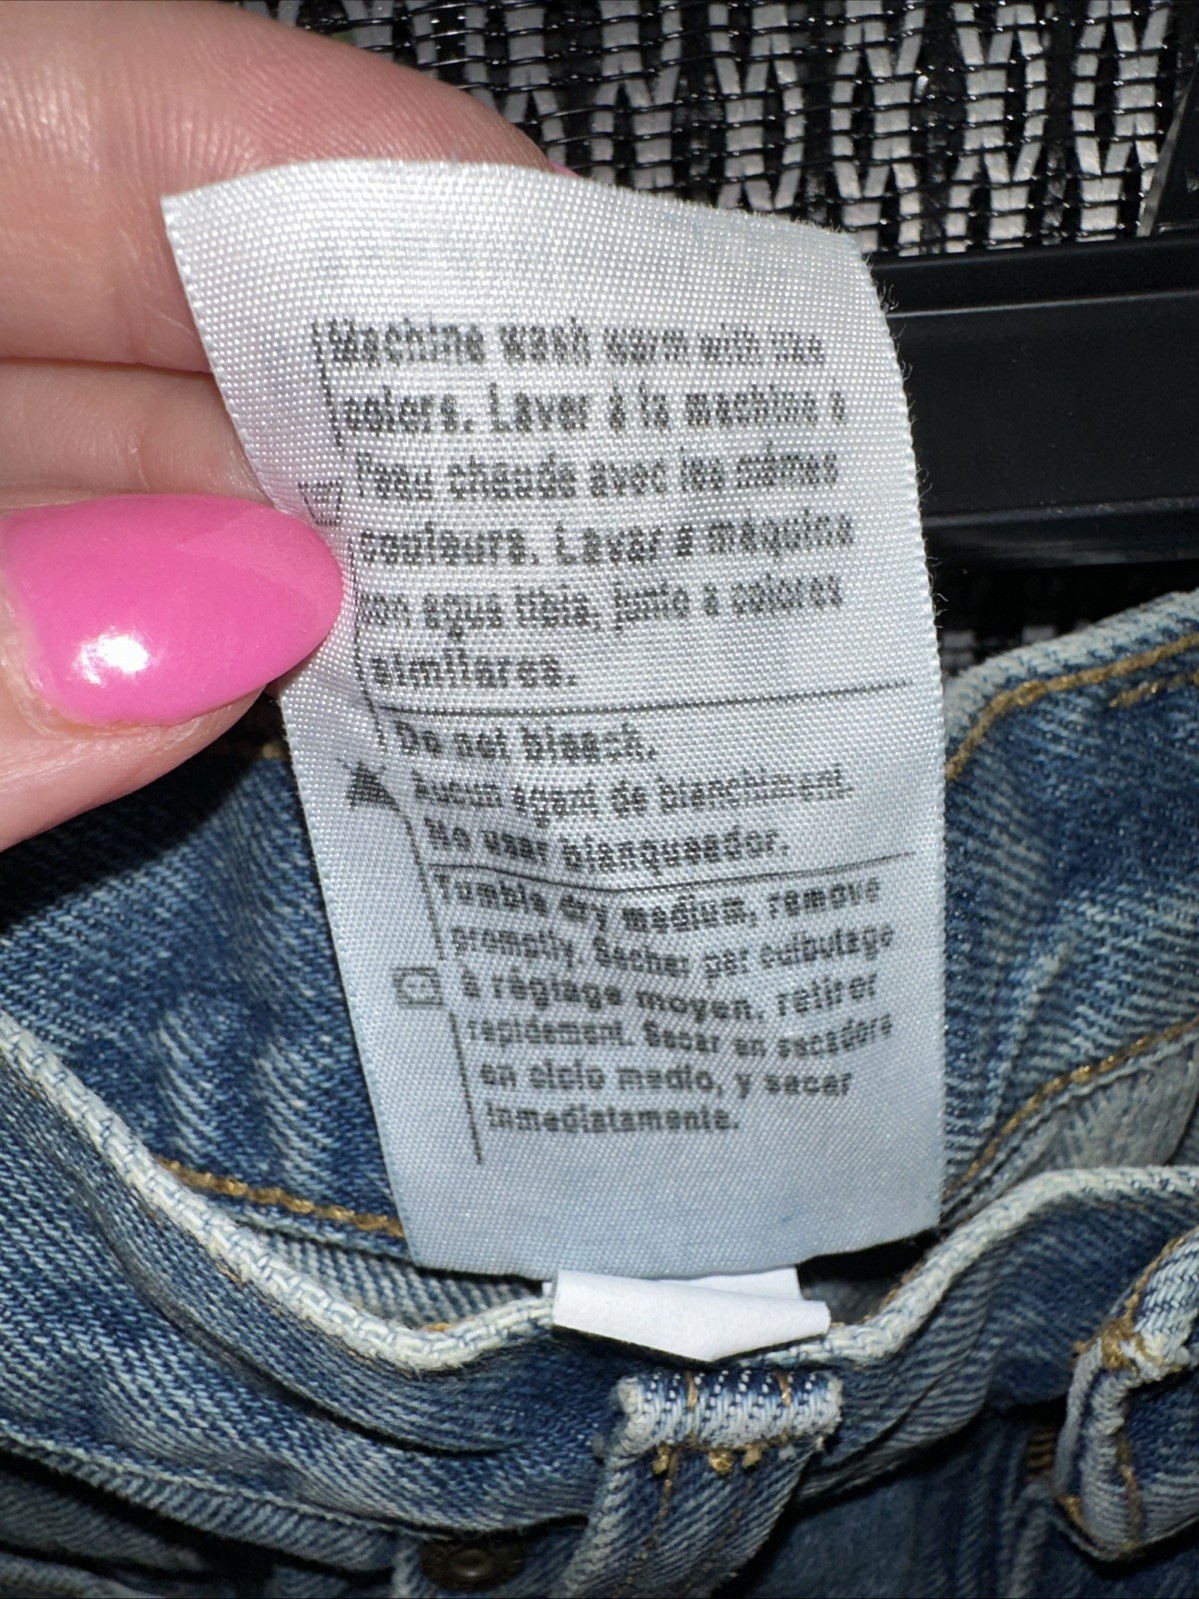 Machine wash warm with like
colors. Laver à la machine à
l'eau chaude avec les mêmes
couleurs. Lavar a máquina
con agua tibia, junto a colores
similares.
Do not bleach.
Aucun agent de blanchiment.
No usar blanqueador.
Tumble dry medium, remove
promptly. Sécher par culbutage
à réglage moyen, retirer
rapidement. Secar en secadora
en ciclo medio, y sacar
inmediatamente.